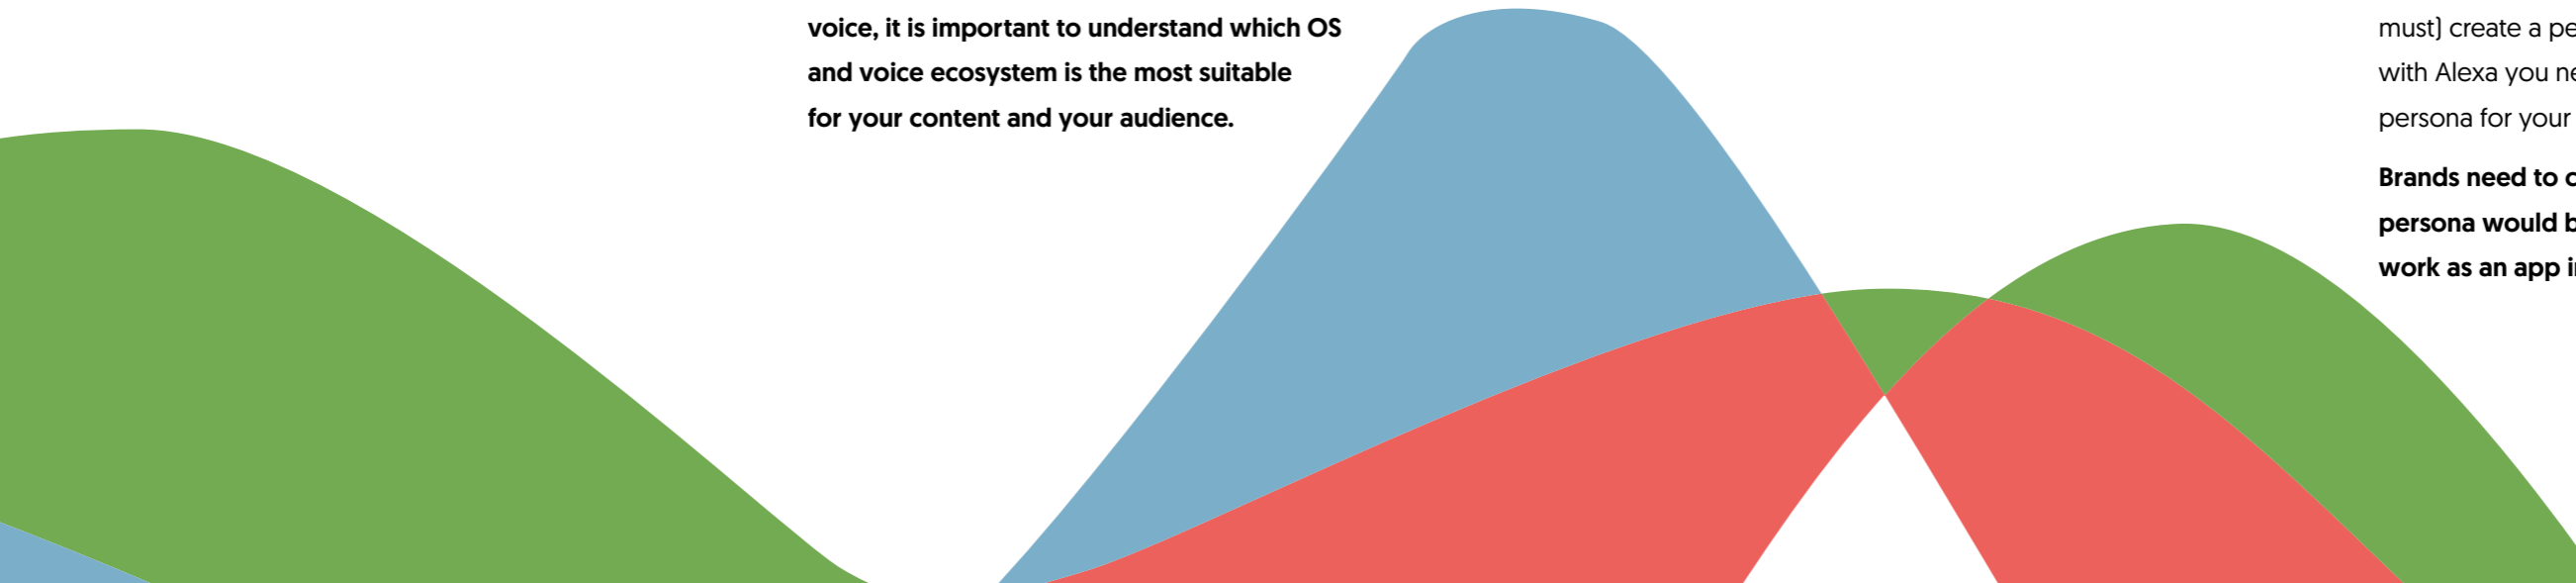 voice, it is important to understand which OS
and voice ecosystem is the most suitable
for your content and your audience.
must) create a
with Alexa you
persona for your
Brands need to
persona would
work as an app